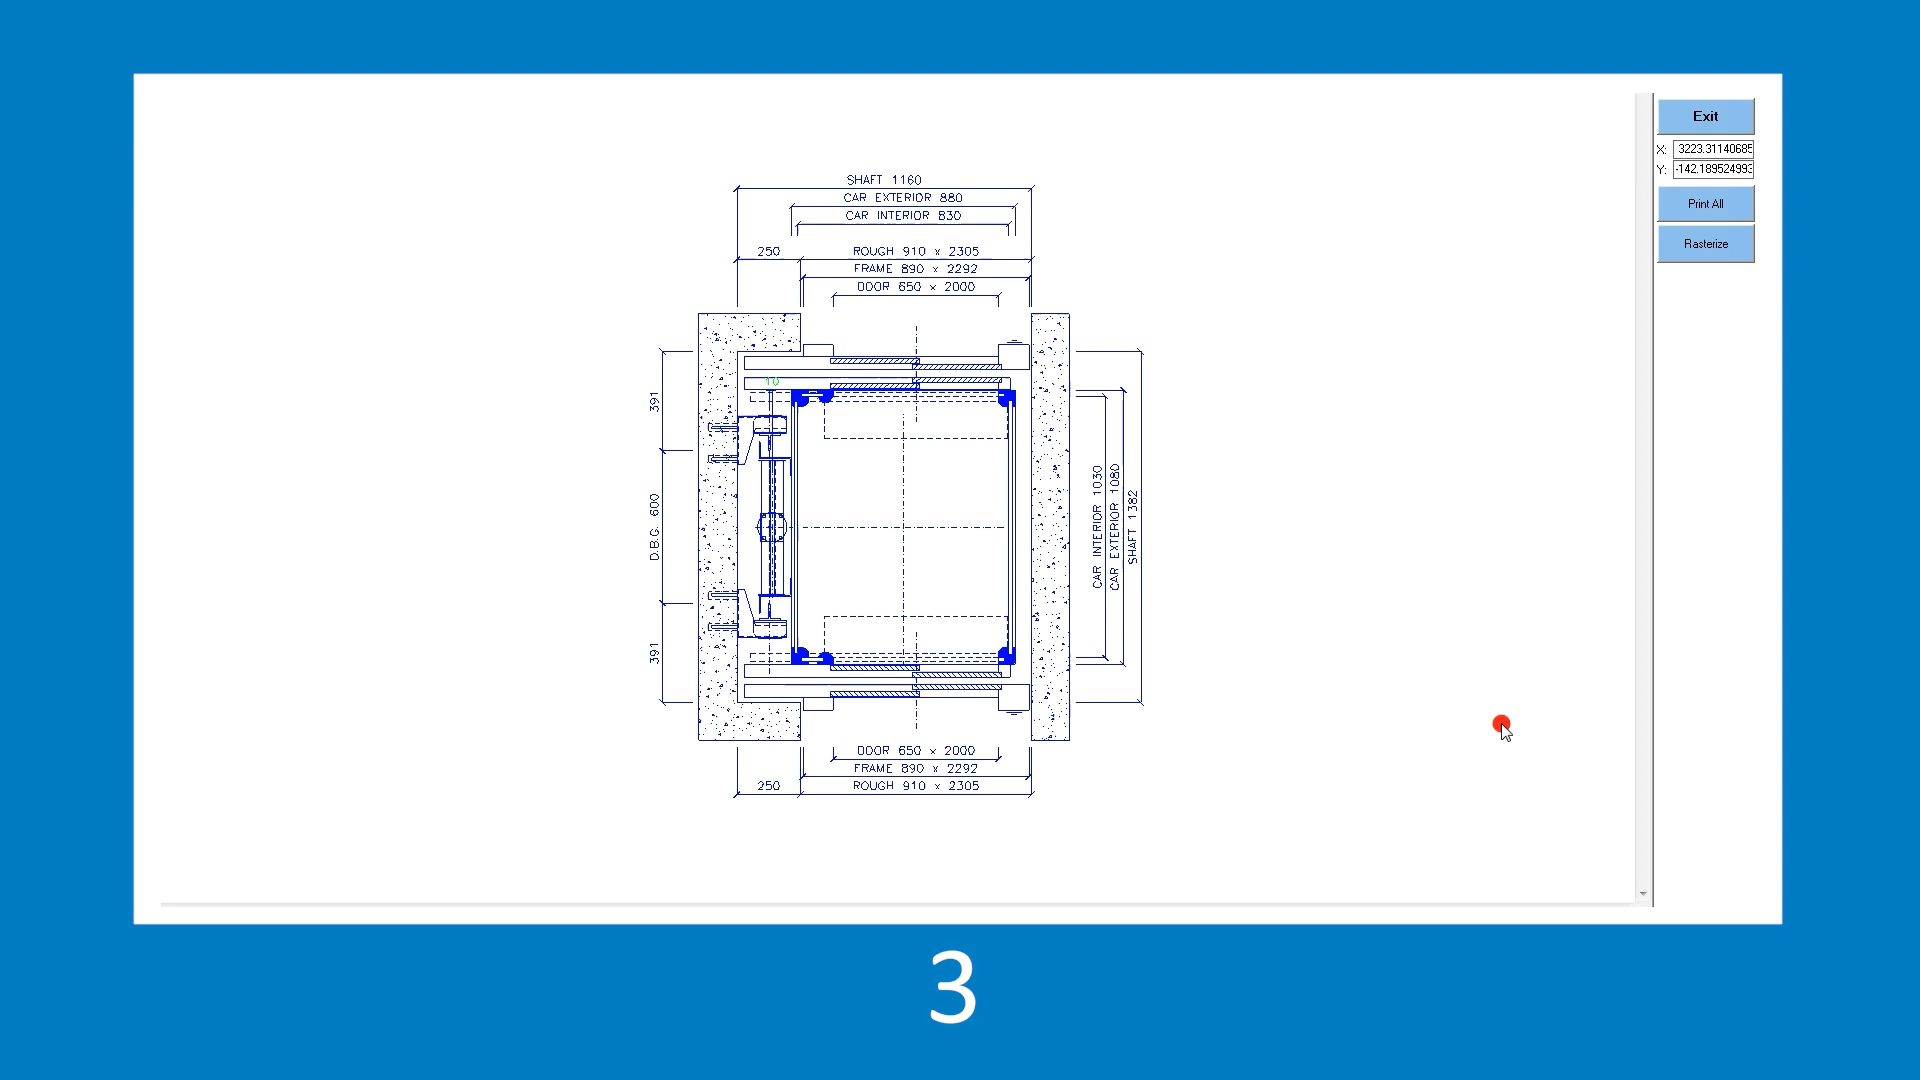 Exit
X: 3223.31140685
Y: -142.189524993
Print All
Rasterize
SHAFT 1160
CAR EXTERIOR 880
CAR INTERIOR 830
250 ROUGH 910 x 2305
FRAME 890 x 2292
DOOR 650 x 2000
10
391
D.B.G. 600
391
CAR INTERIOR 1030
CAR EXTERIOR 1080
SHAFT 1382
DOOR 650 x 2000
FRAME 890 x 2292
250 ROUGH 910 x 2305
3